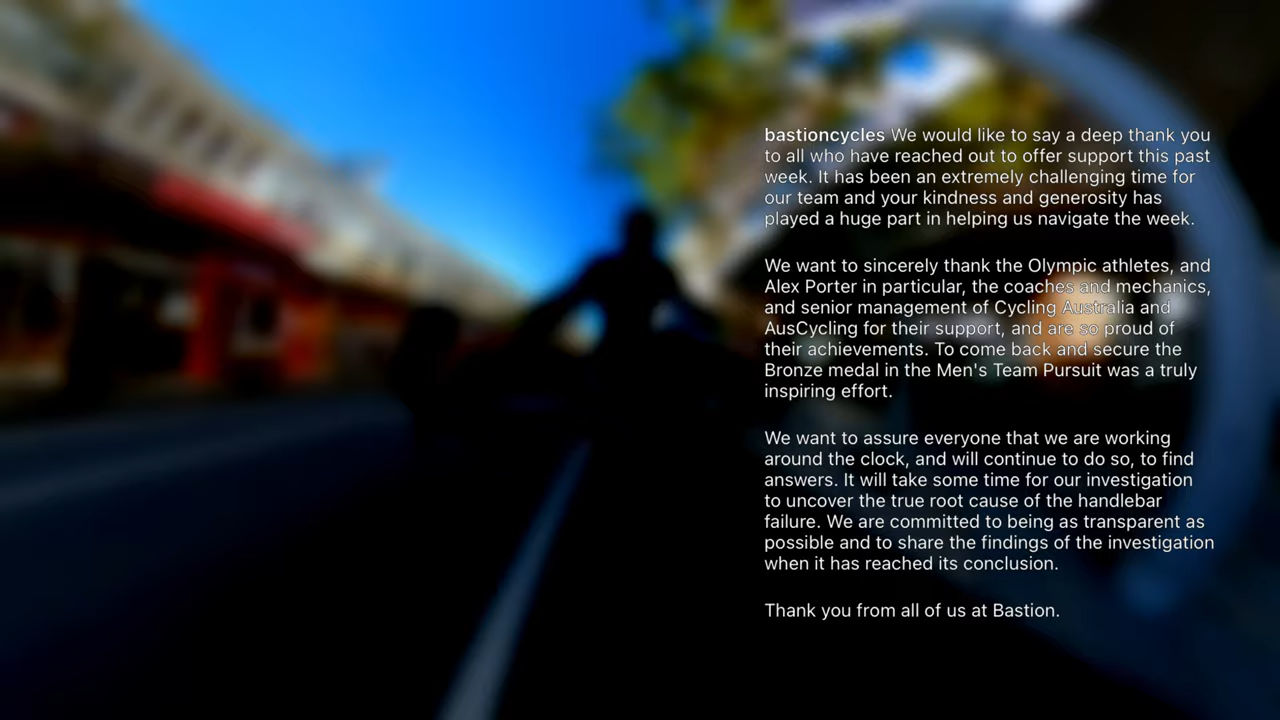 bastioncycles We would like to say a deep thank you
to all who have reached out to offer support this past
week. It has been an extremely challenging time for
our team and your kindness and generosity has
played a huge part in helping us navigate the week.
We want to sincerely thank the Olympic athletes, and
Alex Porter in particular, the coaches and mechanics,
and senior management of Cycling Australia and
AusCycling for their support, and are so proud of
their achievements. To come back and secure the
Bronze medal in the Men's Team Pursuit was a truly
inspiring effort.
We want to assure everyone that we are working
around the clock, and will continue to do so, to find
answers. It will take some time for our investigation
to uncover the true root cause of the handlebar
failure. We are committed to being as transparent as
possible and to share the findings of the investigation
when it has reached its conclusion.
Thank you from all of us at Bastion.